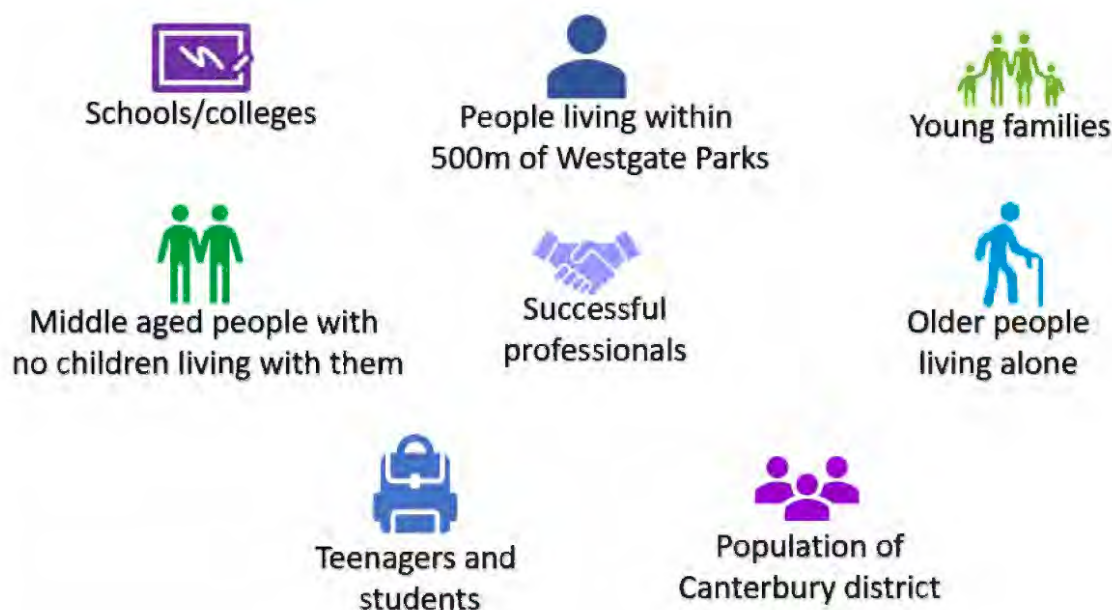 Schools/colleges
People living within
500m of Westgate Parks
Young families
Middle aged people with
no children living with them
Successful
professionals
Older people
living alone
Teenagers and
students
Population of
Canterbury district